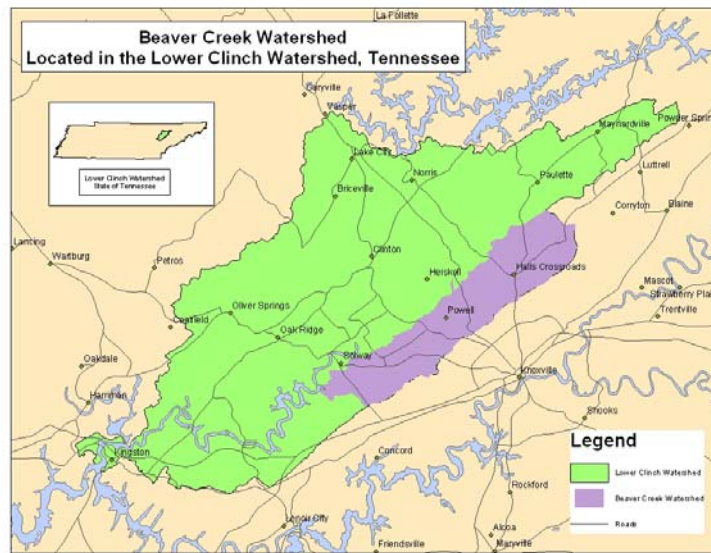 La Follette
Beaver Creek Watershed
Located in the Lower Clinch Watershed, Tennessee
Caryville
Vasper
Powder Spring
Maynardville
Lake City
Norris
Luttrell
Lower Clinch Watershed
State of Tennessee
Paulette
Briceville
Corryton
Blaine
Lancing
Wartburg
Petros
Clinton
Heiskell
Halls Crossroads
Mascot
Strawberry Plain
Oliver Springs
Powell
Trentville
Coalfield
Oak Ridge
Solway
Oakdale
Knoxville
Harriman
Shooks
Legend
Kingston
Concord
Lower Clinch Watershed
Rockford
Beaver Creek Watershed
Lenoir City
Alcoa
Roads
Friendsville
Maryville